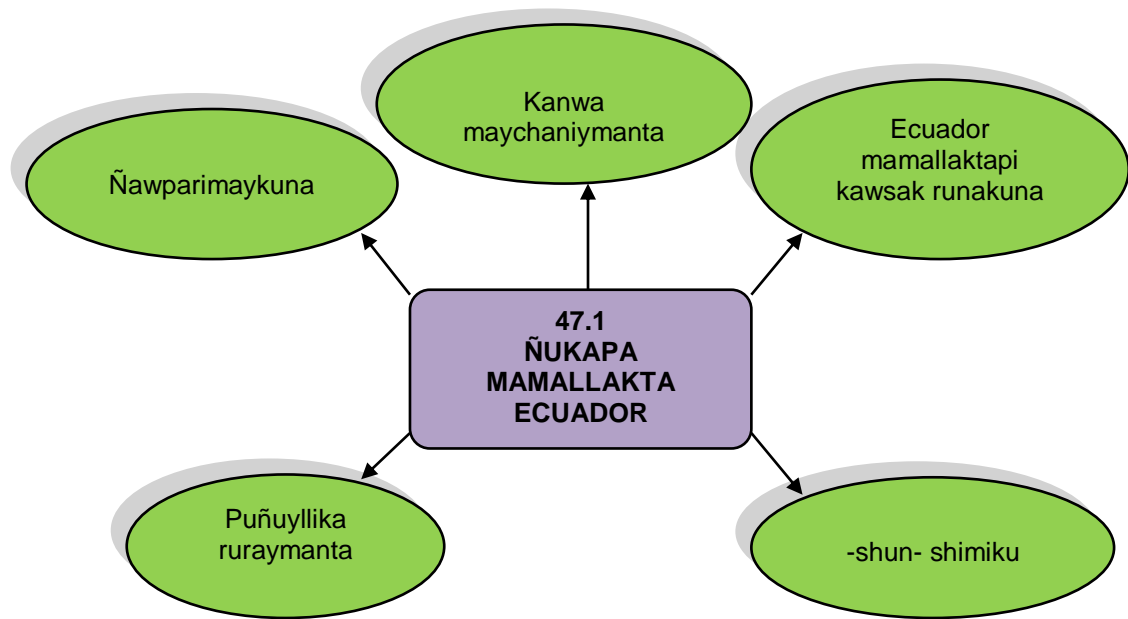 Kanwa
maychaniymanta
Ñawparimaykuna
Ecuador
mamallaktapi
kawsak runakuna
47.1
ÑUKAPA
MAMALLAKTA
ECUADOR
Puñuyllika
ruraymanta
-shun- shimiku